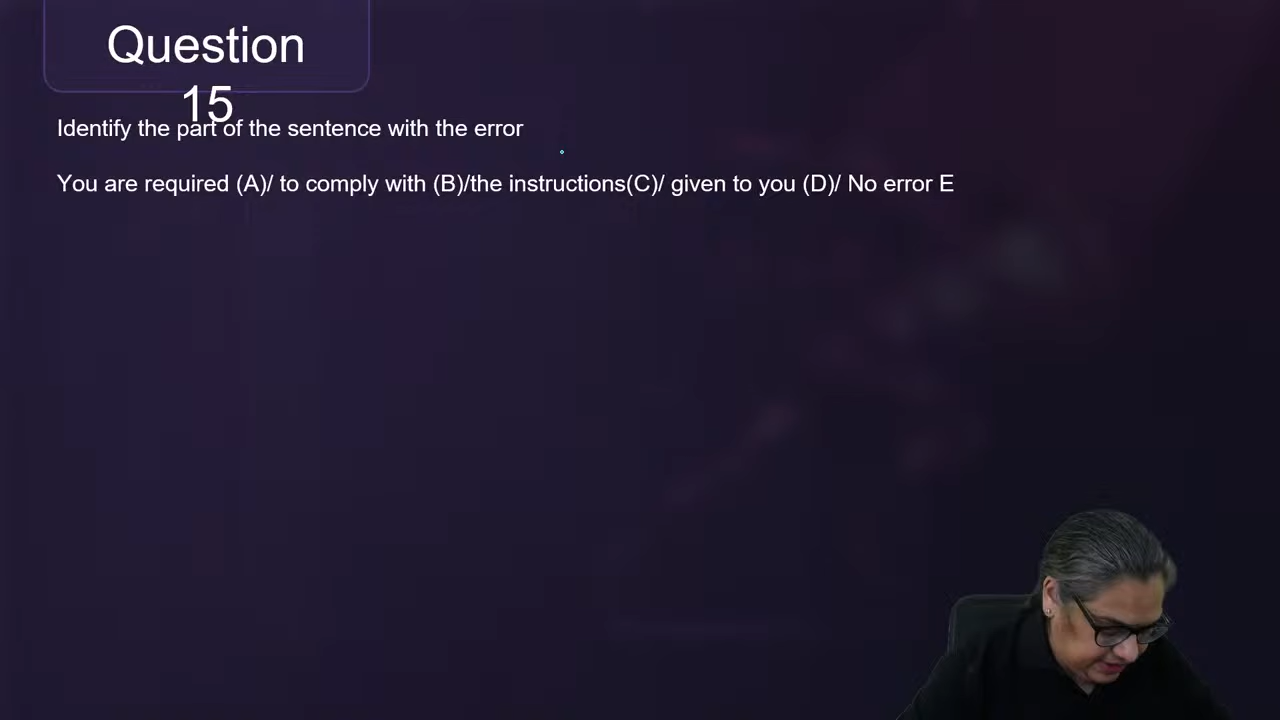 Question
15
Identify the part of the sentence with the error
You are required (A)/ to comply with (B)/the instructions(C)/ given to you (D)/ No error E